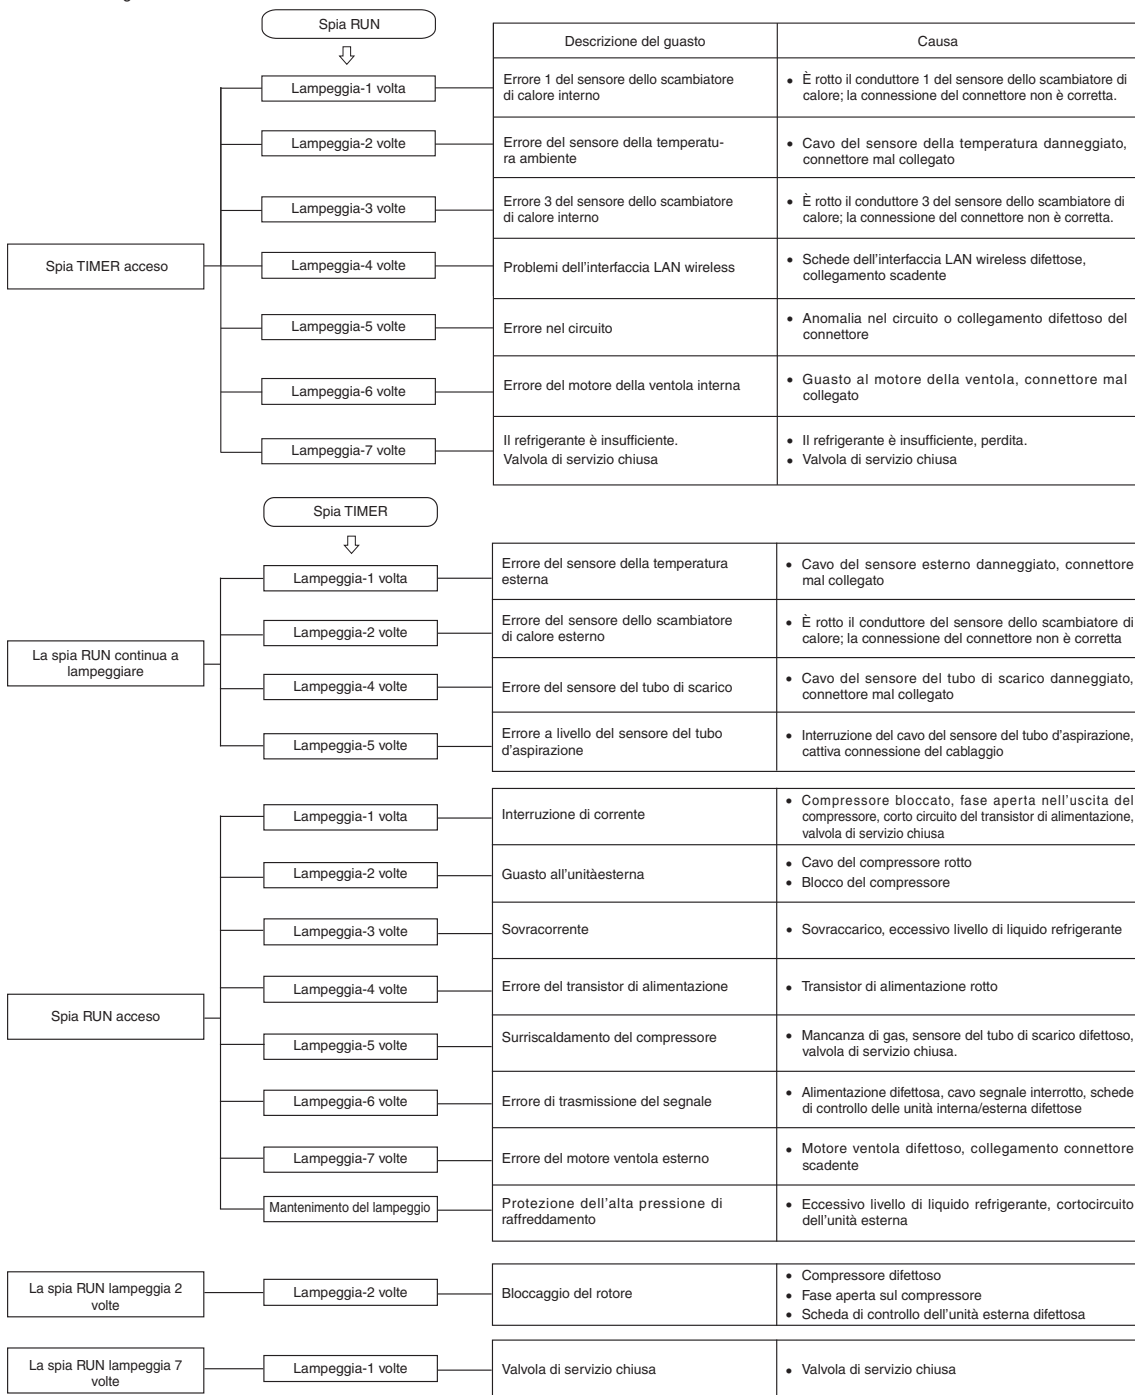 Spia RUN
Descrizione del guasto
Causa
Lampeggia-1 volta
Errore 1 del sensore dello scambiatore
di calore interno
• È rotto il conduttore 1 del sensore dello scambiatore di
calore; la connessione del connettore non è corretta.
Lampeggia-2 volte
Errore del sensore della temperatu-
ra ambiente
• Cavo del sensore della temperatura danneggiato,
connettore mal collegato
Lampeggia-3 volte
Errore 3 del sensore dello scambiatore
di calore interno
• È rotto il conduttore 3 del sensore dello scambiatore di
calore; la connessione del connettore non è corretta.
Spia TIMER acceso
Lampeggia-4 volte
Problemi dell'interfaccia LAN wireless
• Schede dell'interfaccia LAN wireless difettose,
collegamento scadente
Lampeggia-5 volte
Errore nel circuito
• Anomalia nel circuito o collegamento difettoso del
connettore
Lampeggia-6 volte
Errore del motore della ventola interna
• Guasto al motore della ventola, connettore mal
collegato
Lampeggia-7 volte
Il refrigerante è insufficiente.
Valvola di servizio chiusa
• Il refrigerante è insufficiente, perdita.
• Valvola di servizio chiusa
Spia TIMER
Lampeggia-1 volta
Errore del sensore della temperatura
esterna
• Cavo del sensore esterno danneggiato, connettore
mal collegato
La spia RUN continua a
lampeggiare
Lampeggia-2 volte
Errore del sensore dello scambiatore
di calore esterno
• È rotto il conduttore del sensore dello scambiatore di
calore; la connessione del connettore non è corretta
Lampeggia-4 volte
Errore del sensore del tubo di scarico
• Cavo del sensore del tubo di scarico danneggiato,
connettore mal collegato
Lampeggia-5 volte
Errore a livello del sensore del tubo
d'aspirazione
• Interruzione del cavo del sensore del tubo d'aspirazione,
cattiva connessione del cablaggio
Lampeggia-1 volta
Interruzione di corrente
• Compressore bloccato, fase aperta nell'uscita del
compressore, corto circuito del transistor di alimentazione,
valvola di servizio chiusa
Lampeggia-2 volte
Guasto all'unitàesterna
• Cavo del compressore rotto
• Blocco del compressore
Lampeggia-3 volte
Sovracorrente
• Sovraccarico, eccessivo livello di liquido refrigerante
Spia RUN acceso
Lampeggia-4 volte
Errore del transistor di alimentazione
• Transistor di alimentazione rotto
Lampeggia-5 volte
Surriscaldamento del compressore
• Mancanza di gas, sensore del tubo di scarico difettoso,
valvola di servizio chiusa.
Lampeggia-6 volte
Errore di trasmissione del segnale
• Alimentazione difettosa, cavo segnale interrotto, schede
di controllo delle unità interna/esterna difettose
Lampeggia-7 volte
Errore del motore ventola esterno
• Motore ventola difettoso, collegamento connettore
scadente
Mantenimento del lampeggio
Protezione dell'alta pressione di
raffreddamento
• Eccessivo livello di liquido refrigerante, cortocircuito
dell'unità esterna
La spia RUN lampeggia 2
volte
Lampeggia-2 volte
Bloccaggio del rotore
• Compressore difettoso
• Fase aperta sul compressore
• Scheda di controllo dell'unità esterna difettosa
La spia RUN lampeggia 7
volte
Lampeggia-1 volte
Valvola di servizio chiusa
• Valvola di servizio chiusa